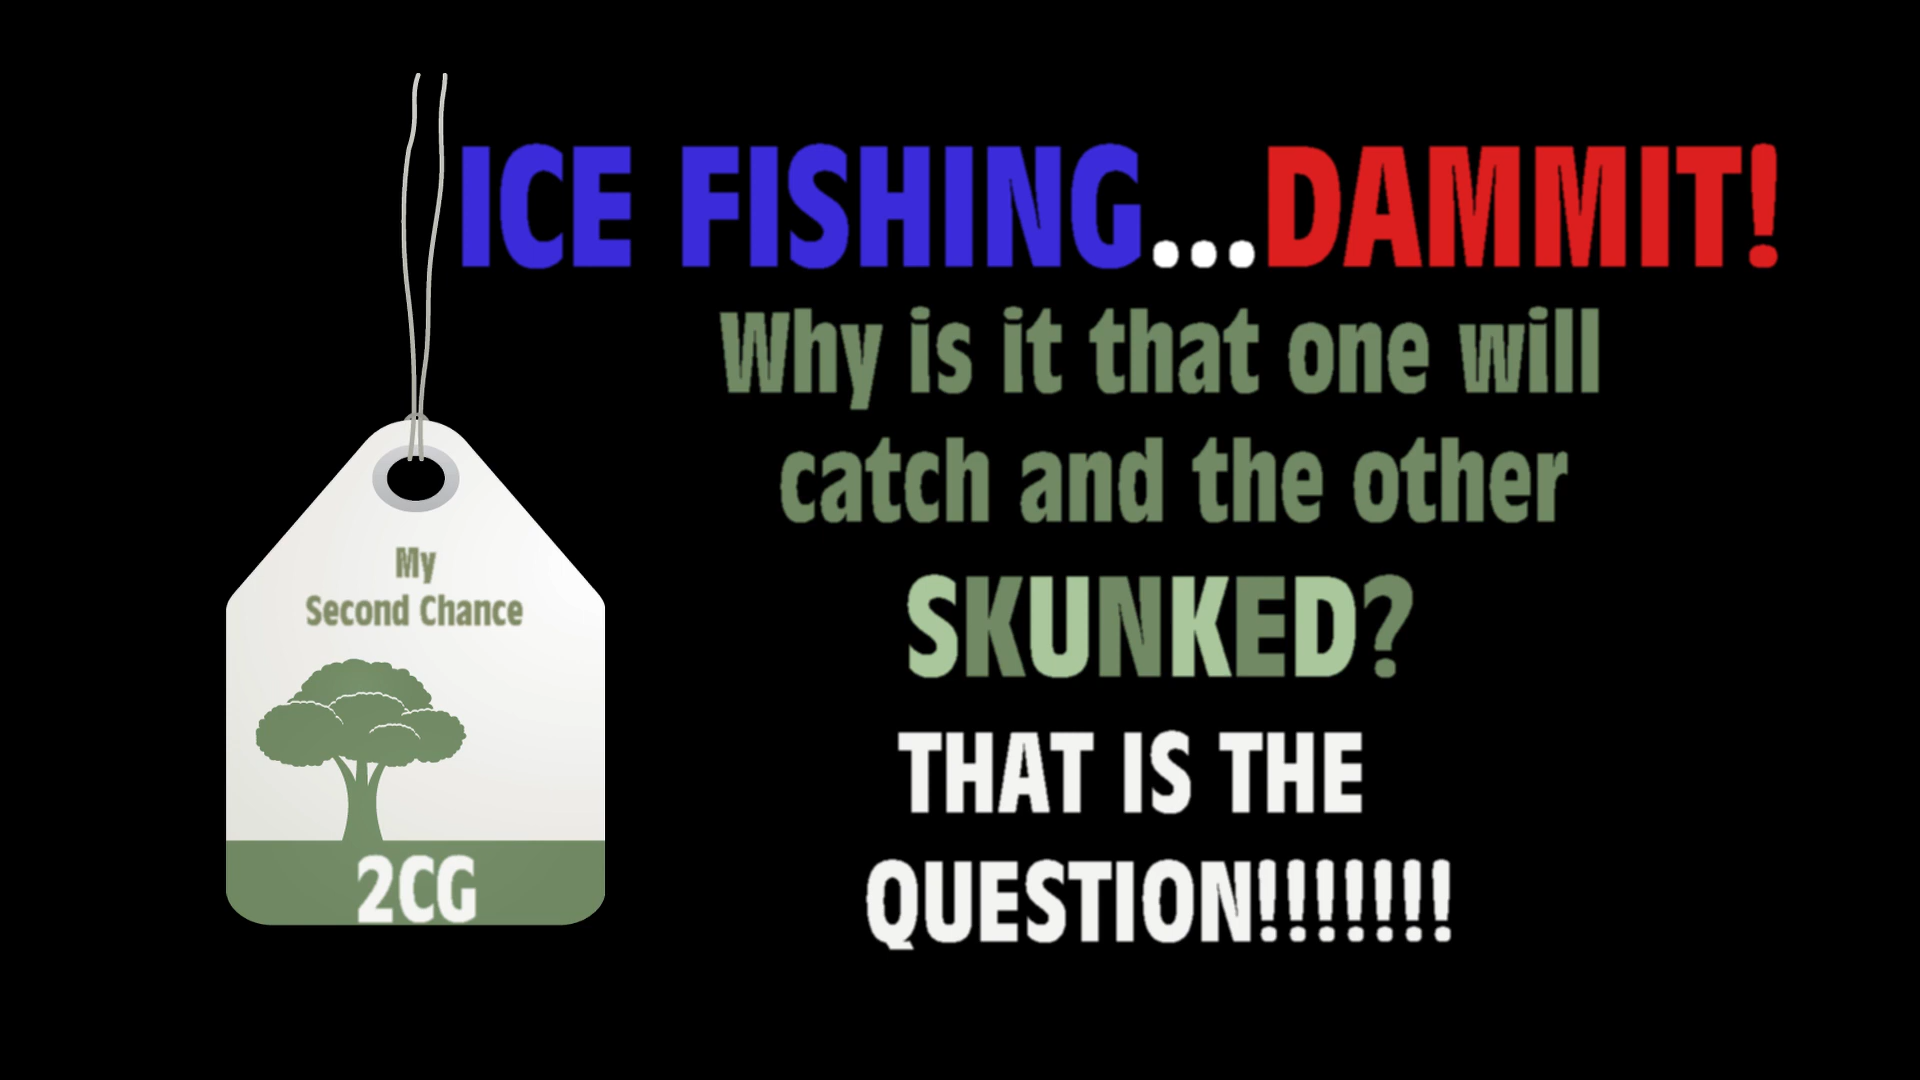 ICE FISHING...DAMMIT!
Why is it that one will
catch and the other
SKUNKED?
THAT IS THE
QUESTION!!!!!!!
My
Second Chance
2CG